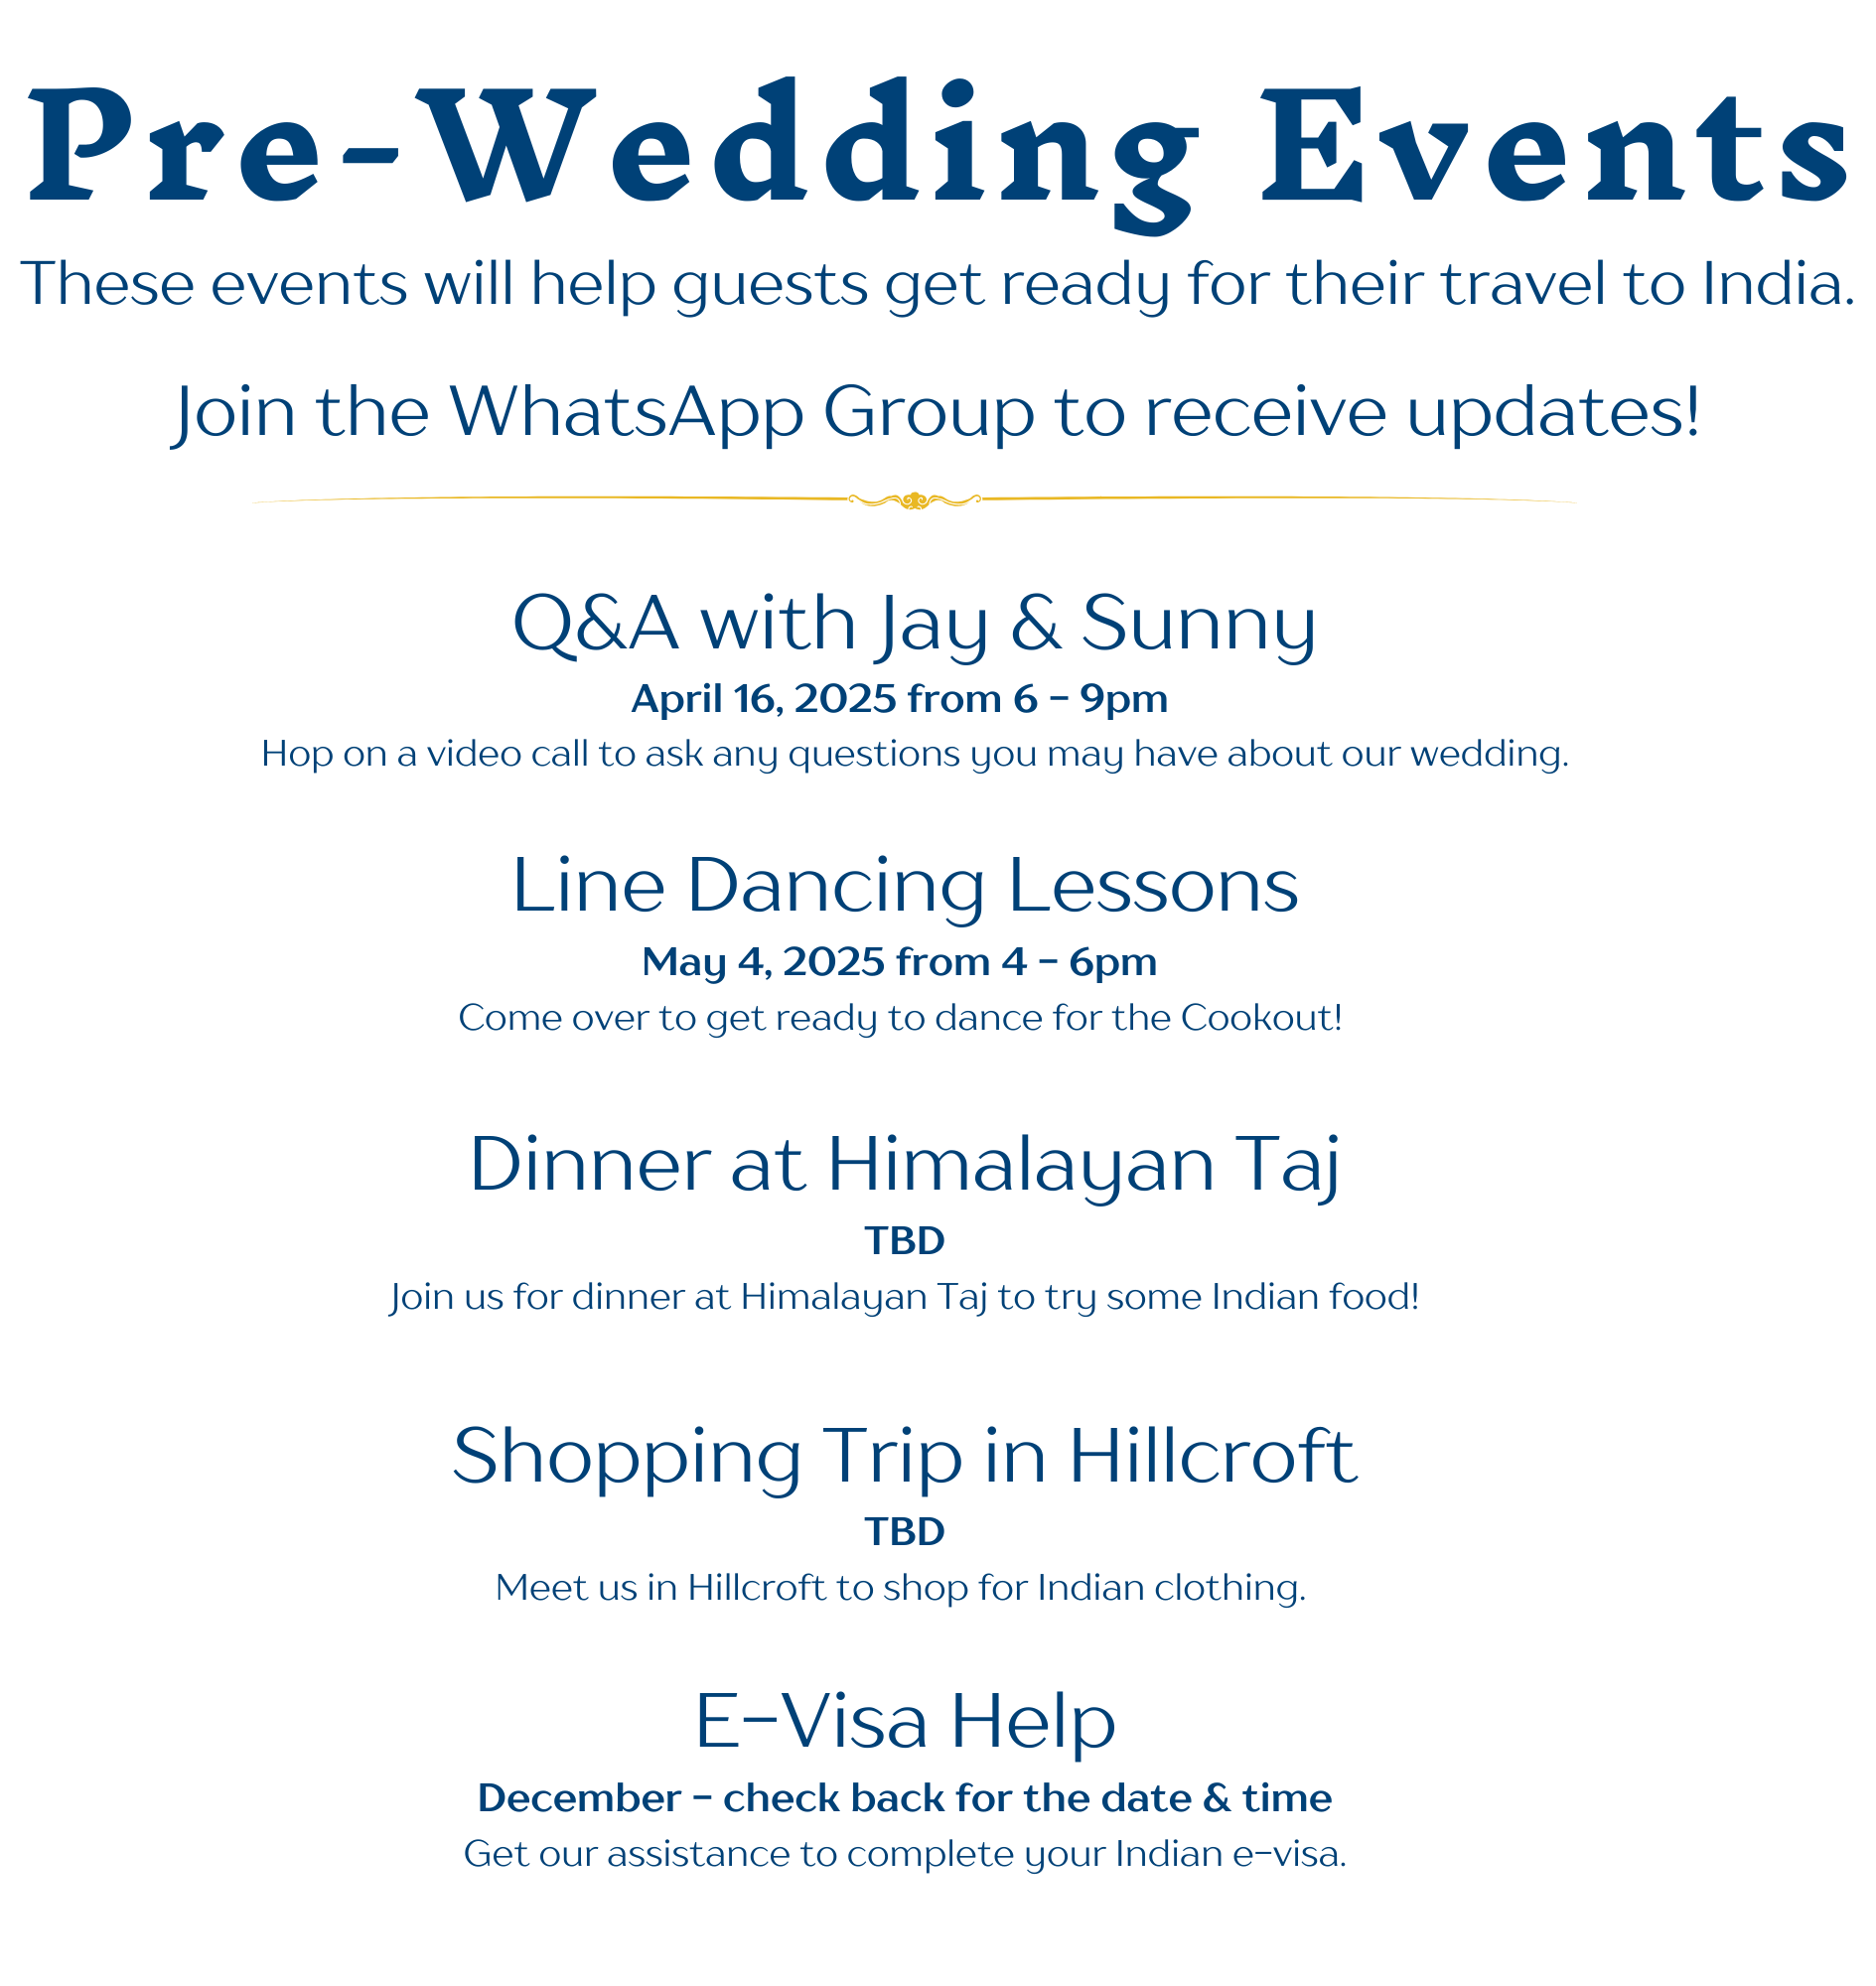 Pre-Wedding Events
These events will help guests get ready for their travel to India.
Join the WhatsApp Group to receive updates!
Q&A with Jay & Sunny
April 16, 2025 from 6 - 9pm
Hop on a video call to ask any questions you may have about our wedding.
Line Dancing Lessons
May 4, 2025 from 4 - 6pm
Come over to get ready to dance for the Cookout!
Dinner at Himalayan Taj
TBD
Join us for dinner at Himalayan Taj to try some Indian food!
Shopping Trip in Hillcroft
TBD
Meet us in Hillcroft to shop for Indian clothing.
E-Visa Help
December - check back for the date & time
Get our assistance to complete your Indian e-visa.